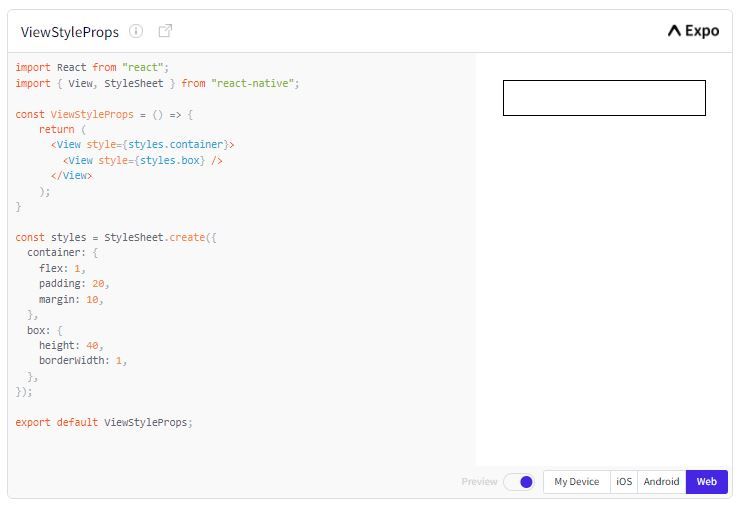 ViewStyleProps
Expo
import React from "react";
import { View, StyleSheet } from "react-native";
const ViewStyleProps = () => {
return (
<View style={styles.container}>
<View style={styles.box} />
</View>
);
}
const styles = StyleSheet.create({
container: {
flex: 1,
padding: 20,
margin: 10,
},
box: {
height: 40,
borderWidth: 1,
},
});
export default ViewStyleProps;
Preview My Device iOS Android Web